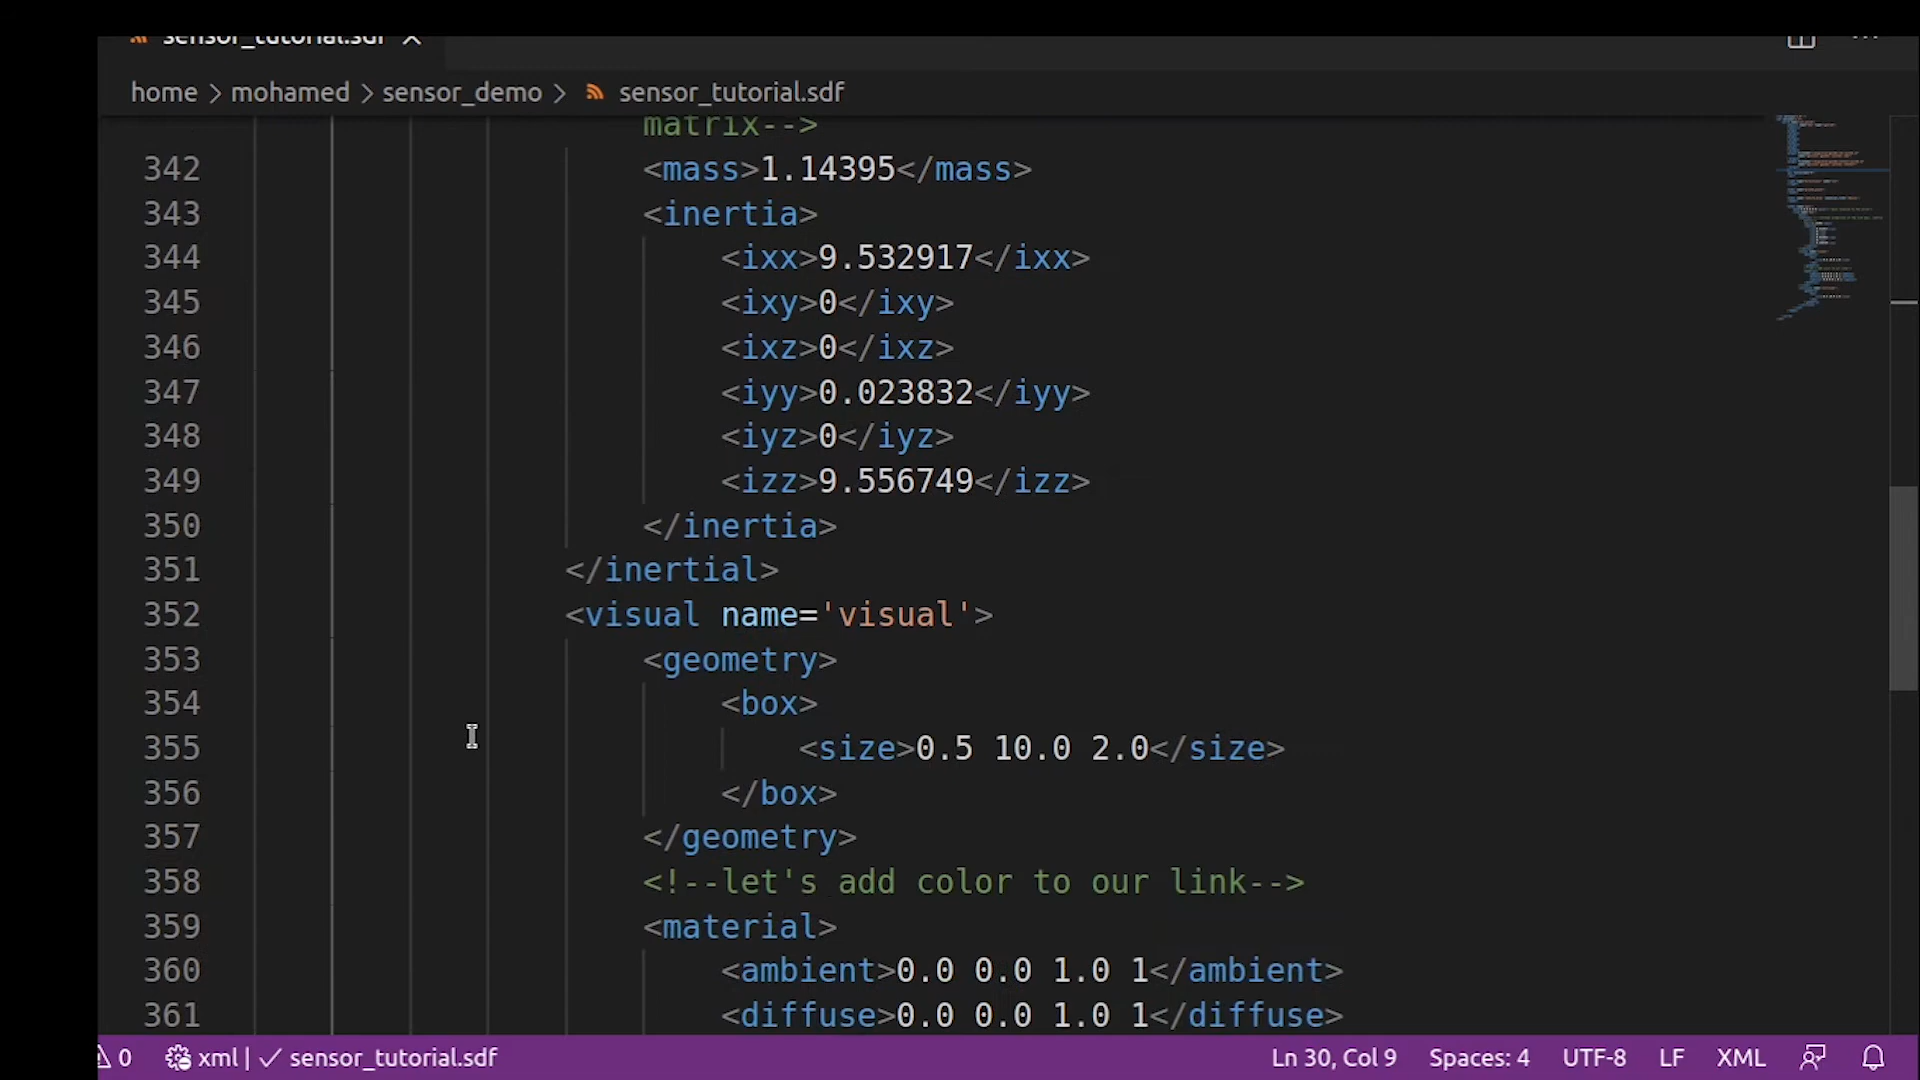 sensor_tutorial.sdf
home > mohamed > sensor_demo > sensor_tutorial.sdf
matrix-->
342 <mass>1.14395</mass>
343 <inertia>
344 <ixx>9.532917</ixx>
345 <ixy>0</ixy>
346 <ixz>0</ixz>
347 <iyy>0.023832</iyy>
348 <iyz>0</iyz>
349 <izz>9.556749</izz>
350 </inertia>
351 </inertial>
352 <visual name='visual'>
353 <geometry>
354 <box>
355 <size>0.5 10.0 2.0</size>
356 </box>
357 </geometry>
358 <!--let's add color to our link-->
359 <material>
360 <ambient>0.0 0.0 1.0 1</ambient>
361 <diffuse>0.0 0.0 1.0 1</diffuse>
0 xml | ✓ sensor_tutorial.sdf Ln 30, Col 9 Spaces: 4 UTF-8 LF XML